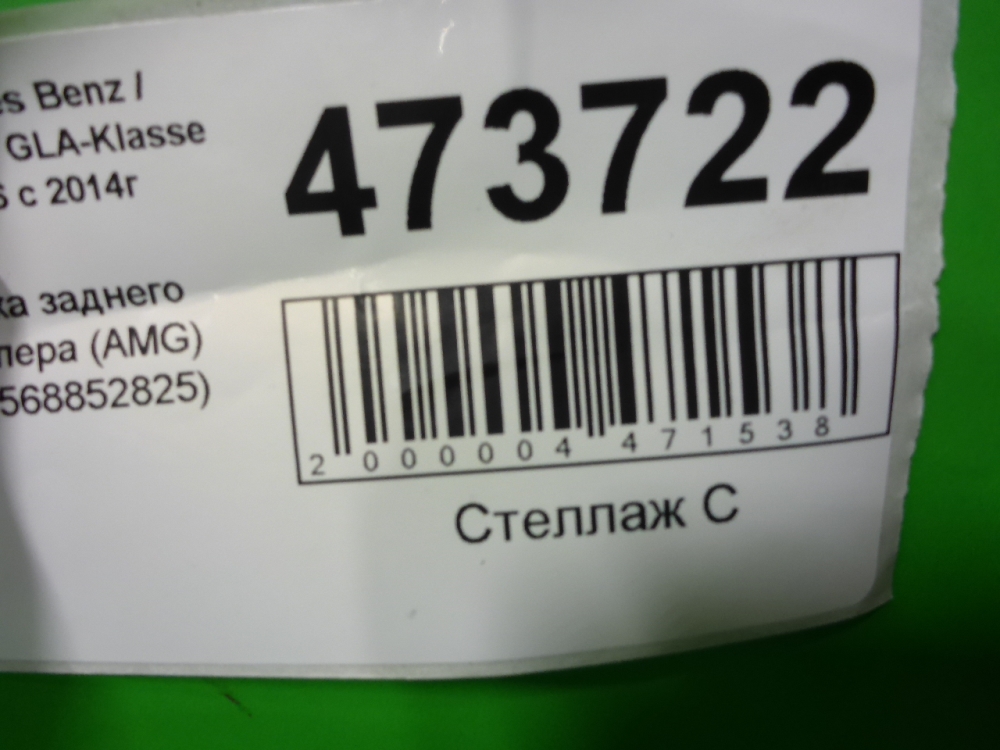 es Benz /
GLA-Klasse
6 с 2014г
473722
ка заднего
пера (AMG)
568852825)
2 000004 471538
Стеллаж С